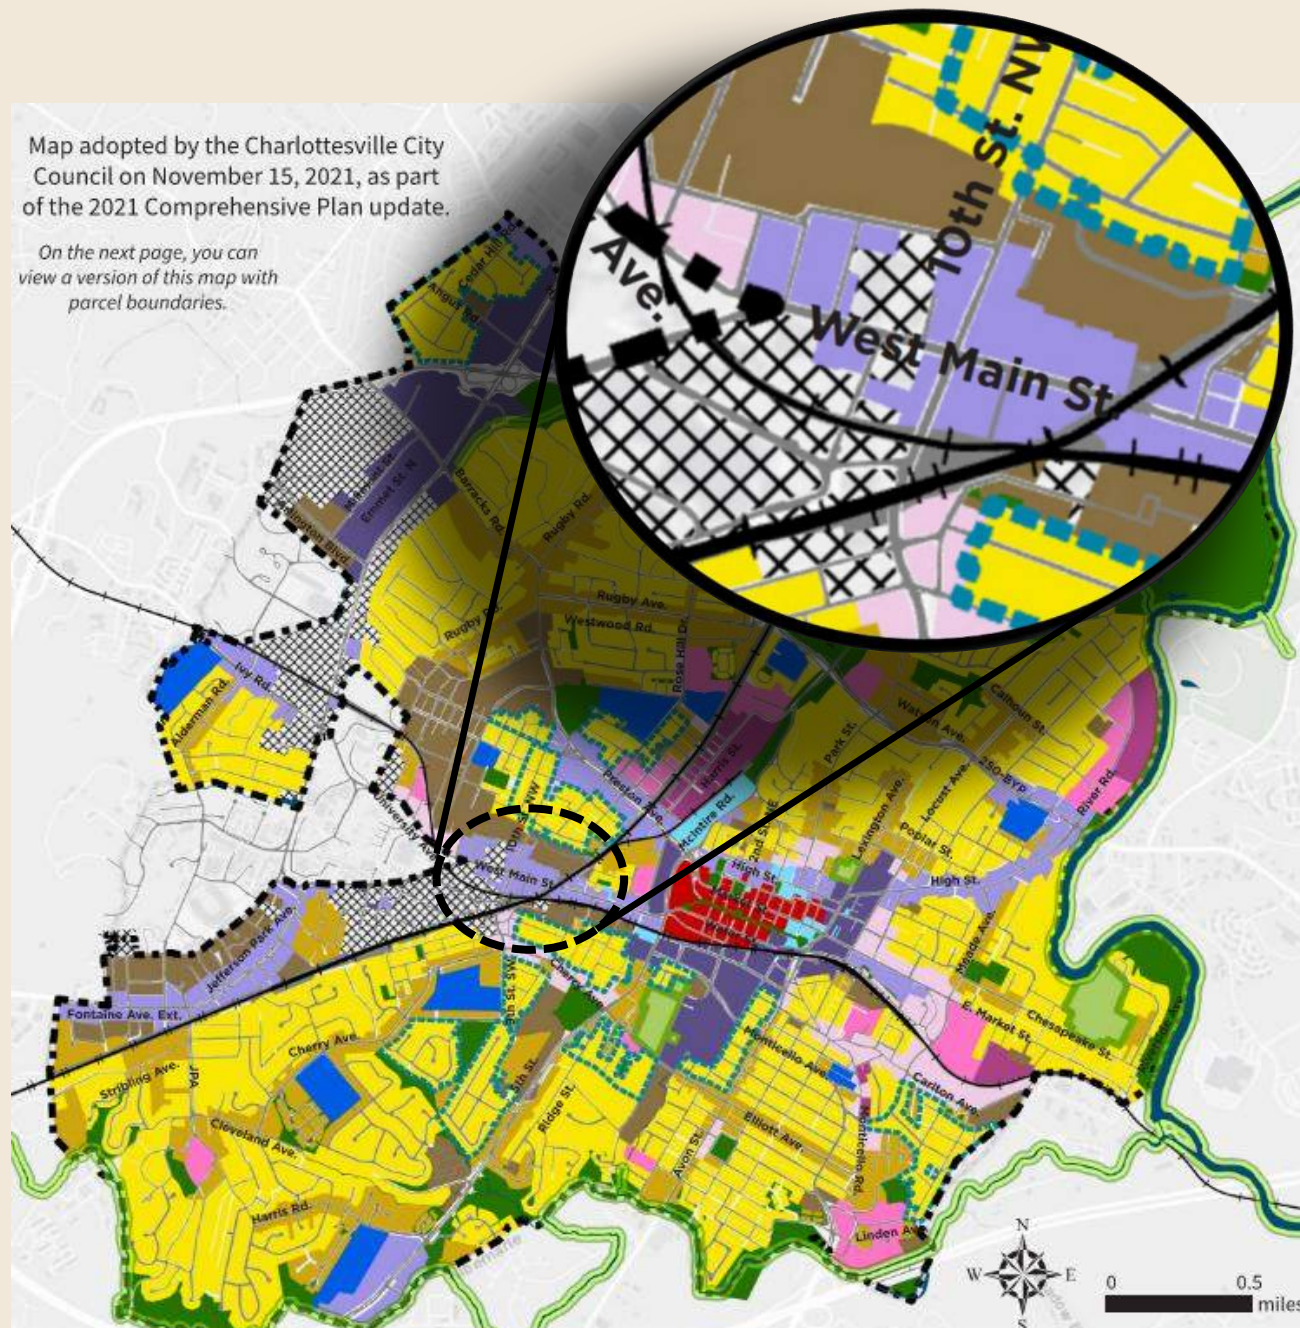 Map adopted by the Charlottesville City
Council on November 15, 2021, as part
of the 2021 Comprehensive Plan update.
On the next page, you can
view a version of this map with
parcel boundaries.
10th St. NW
Ave.
West Main St.
Cedar Hill Rd.
Angus Rd.
Emmet St. N
Barracks Rd.
Rugby Rd.
Rugby Ave.
Westwood Rd.
Rugby Rd.
Rose Hill Dr.
Ivy Rd.
Alderman Rd.
Calhoun St.
Watson Ave.
Park St.
250-BYP
Locust Ave.
River Rd.
Harris St.
Preston Ave.
McIntire Rd.
Lexington Ave.
Poplar St.
University
10th St. NW
West Main St.
High St.
High St.
Jefferson Park Ave.
Meade Ave.
Fontaine Ave. Ext.
Cherry Ave.
E. Market St.
Chesapeake St.
Cherry Ave.
Stribling Ave.
JPA
5th St.
Ridge St.
Monticello Ave.
Carlton Ave.
Cleveland Ave.
Elliott Ave.
Avon St.
Monticello Rd.
Harris Rd.
Linden Av
N
W
E
S
0
0.5
miles